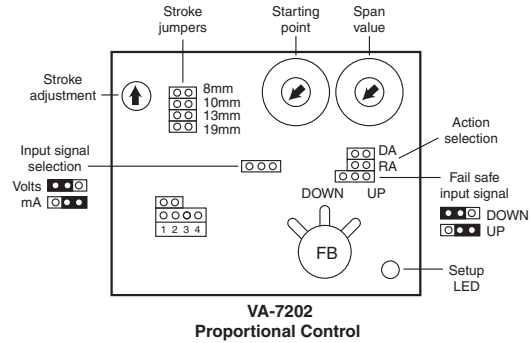 Stroke
jumpers
Starting
point
Span
value
Stroke
adjustment
8mm
10mm
13mm
19mm
Action
selection
Input signal
selection
DA
RA
Volts
mA
Fail safe
input signal
DOWN UP
DOWN
UP
1 2 3 4
FB
Setup
LED
VA-7202
Proportional Control